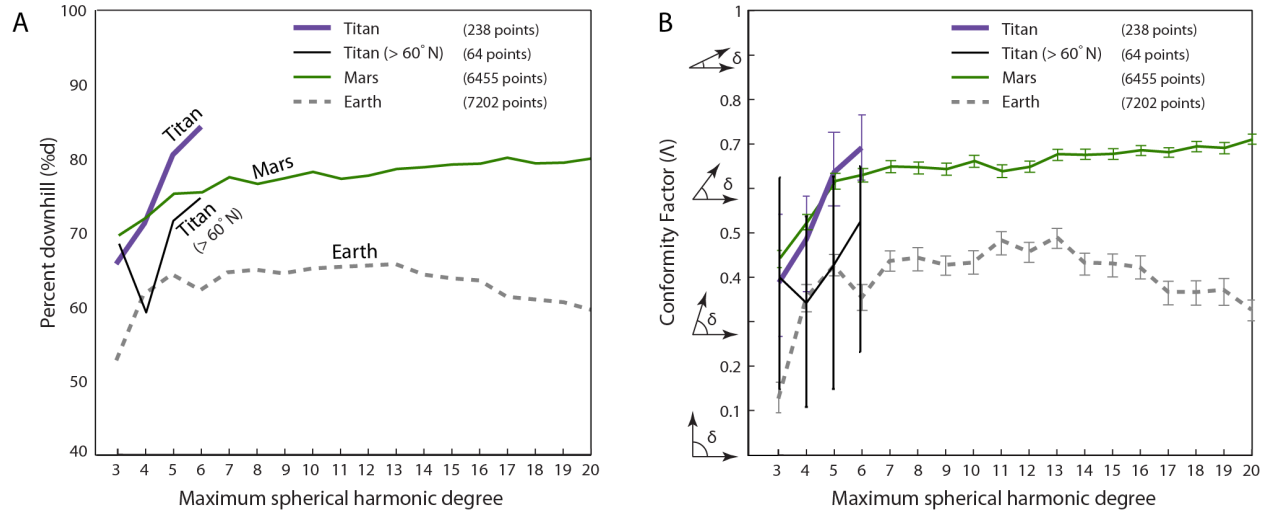 A
Titan (238 points)
Titan (> 60° N) (64 points)
Mars (6455 points)
Earth (7202 points)
100
90
80
70
60
50
40
Percent downhill (%d)
Titan
Mars
Titan
(> 60° N)
Earth
3 4 5 6 7 8 9 10 11 12 13 14 15 16 17 18 19 20
Maximum spherical harmonic degree
B
Titan (238 points)
Titan (> 60° N) (64 points)
Mars (6455 points)
Earth (7202 points)
1
0.8
0.7
0.5
0.4
0.2
0.1
Conformity Factor (Λ)
δ
δ
δ
δ
3 4 5 6 7 8 9 10 11 12 13 14 15 16 17 18 19 20
Maximum spherical harmonic degree